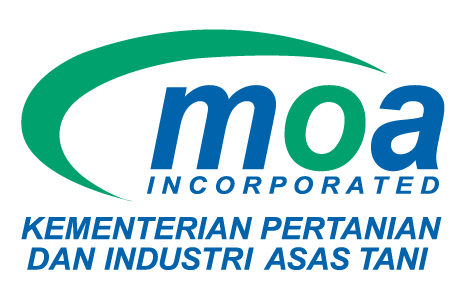 moa
INCORPORATED
KEMENTERIAN PERTANIAN
DAN INDUSTRI ASAS TANI